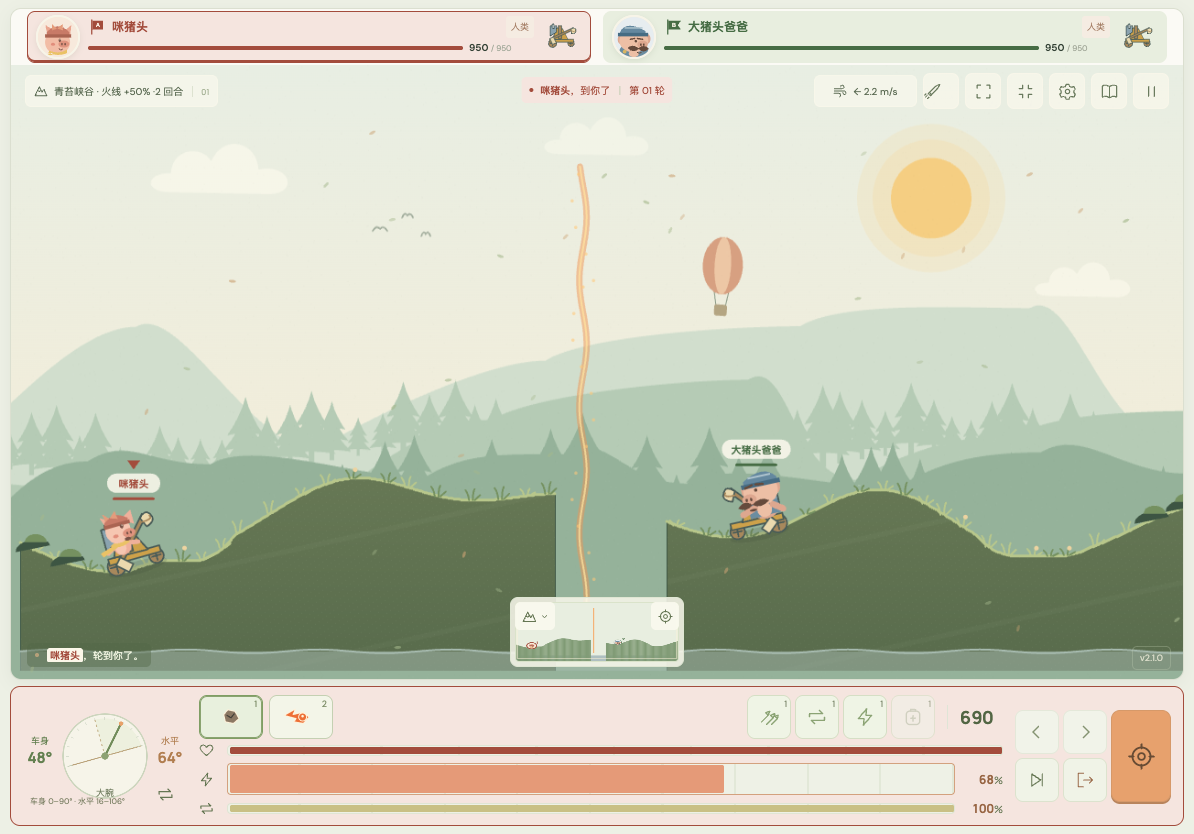 咪猪头
人类
950 / 950
大猪头爸爸
人类
950 / 950
青苔峡谷 · 火线 +50% ·2 回合
01
咪猪头，到你了
第 01 轮
← 2.2 m/s
大猪头爸爸
咪猪头
咪猪头，轮到你了。
v2.1.0
1
2
1
1
1
1
690
车身
48°
水平
64°
大腕
车身 0–90° · 水平 16–106°
68%
100%